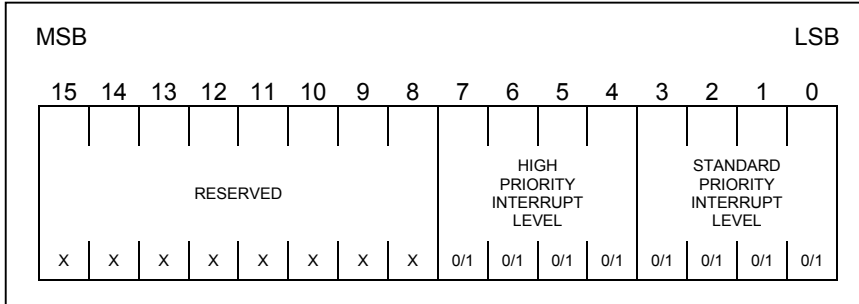 MSB LSB
15 14 13 12 11 10 9 8 7 6 5 4 3 2 1 0
RESERVED
HIGH
PRIORITY
INTERRUPT
LEVEL
STANDARD
PRIORITY
INTERRUPT
LEVEL
X X X X X X X X 0/1 0/1 0/1 0/1 0/1 0/1 0/1 0/1